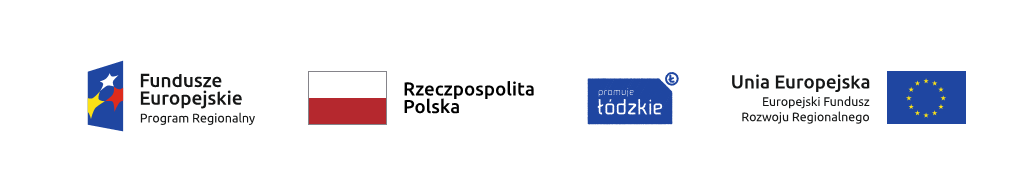 Fundusze
Europejskie
Program Regionalny
Rzeczpospolita
Polska
promuje
łódzkie
Ł
Unia Europejska
Europejski Fundusz
Rozwoju Regionalnego